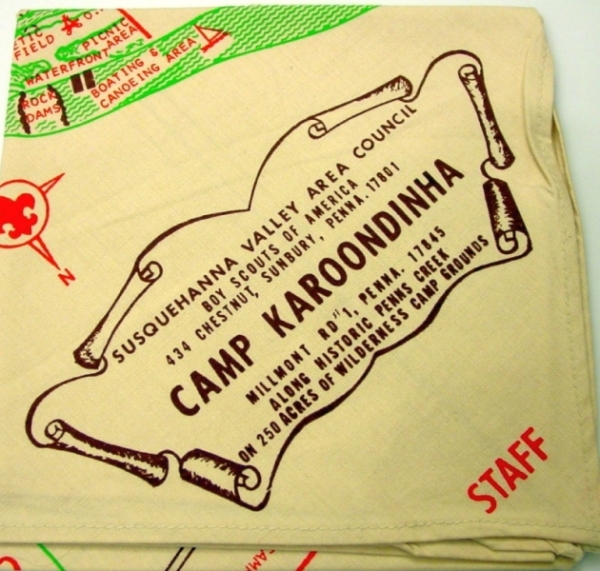 ETIC
FIELD
PICNIC
AREA
WATERFRONT
BOATING &
CANOEING AREA
ROCK
DAMS
N
SUSQUEHANNA VALLEY AREA COUNCIL
BOY SCOUTS OF AMERICA
434 CHESTNUT, SUNBURY, PENNA. 17801
CAMP KAROONDINHA
MILLMONT RD"1, PENNA. 17845
ALONG HISTORIC PENNS CREEK
ON 250 ACRES OF WILDERNESS CAMP GROUNDS
STAFF